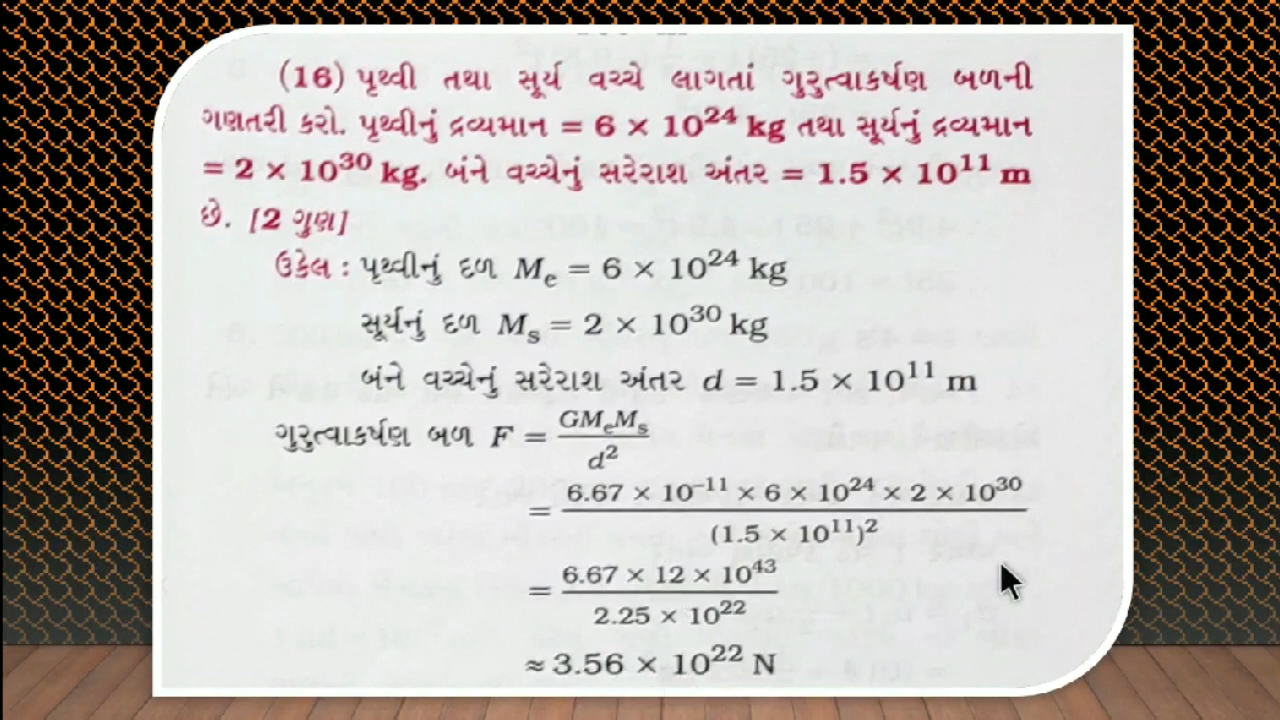 (16) પૃથ્વી તથા સૂર્ય વચ્ચે લાગતાં ગુરુત્વાકર્ષણ બળની
ગણતરી કરો. પૃથ્વીનું દ્રવ્યમાન = 6 × 10²⁴ kg તથા સૂર્યનું દ્રવ્યમાન
= 2 × 10³⁰ kg. બંને વચ્ચેનું સરેરાશ અંતર = 1.5 × 10¹¹ m
છે. [2 ગુણ]
ઉકેલ : પૃથ્વીનું દળ Mₑ = 6 × 10²⁴ kg
સૂર્યનું દળ Mₛ = 2 × 10³⁰ kg
બંને વચ્ચેનું સરેરાશ અંતર d = 1.5 × 10¹¹ m
ગુરુત્વાકર્ષણ બળ F = GMₑMₛ / d²
= 6.67 × 10⁻¹¹ × 6 × 10²⁴ × 2 × 10³⁰ / (1.5 × 10¹¹)²
= 6.67 × 12 × 10⁴³ / 2.25 × 10²²
≈ 3.56 × 10²² N